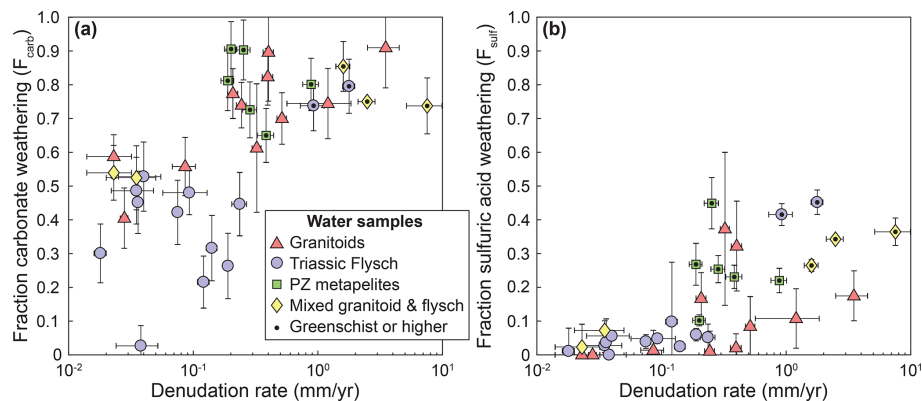 (a)
Fraction carbonate weathering (F_carb)
1.0
0.9
0.8
0.7
0.6
0.5
0.4
0.3
0.2
0.1
0
10⁻²
10⁻¹
10⁰
10¹
Denudation rate (mm/yr)
Water samples
Granitoids
Triassic Flysch
PZ metapelites
Mixed granitoid & flysch
Greenschist or higher
(b)
Fraction sulfuric acid weathering (F_sulf)
1.0
0.9
0.8
0.7
0.6
0.5
0.4
0.3
0.2
0.1
0
10⁻²
10⁻¹
10⁰
10¹
Denudation rate (mm/yr)